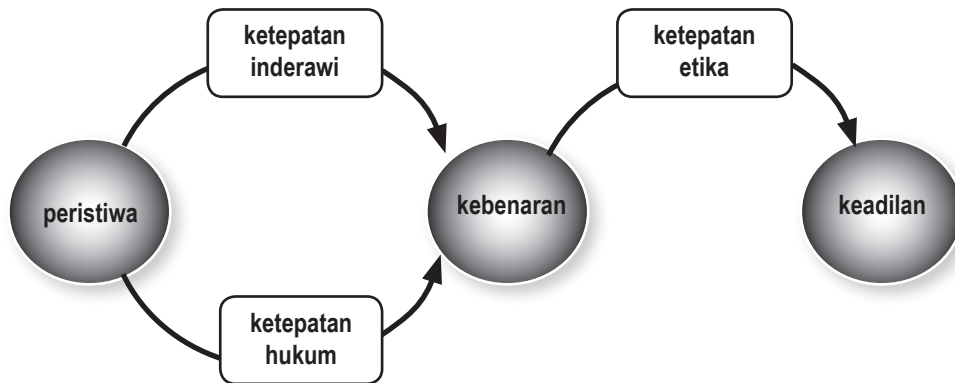 ketepatan
inderawi
ketepatan
etika
peristiwa
kebenaran
keadilan
ketepatan
hukum